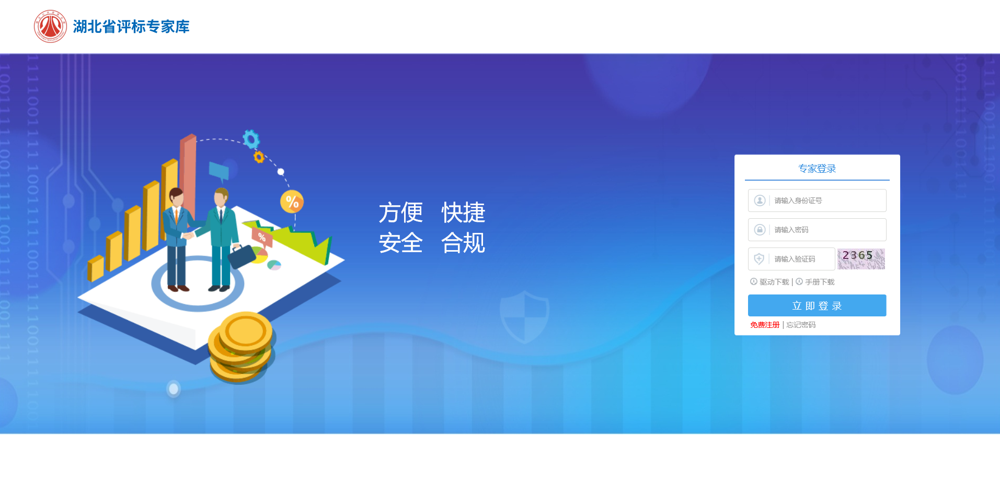 湖北省评标专家库
方便 快捷
安全 合规
%
%
专家登录
请输入身份证号
请输入密码
请输入验证码
2365
驱动下载 | 手册下载
立即登录
免费注册 | 忘记密码